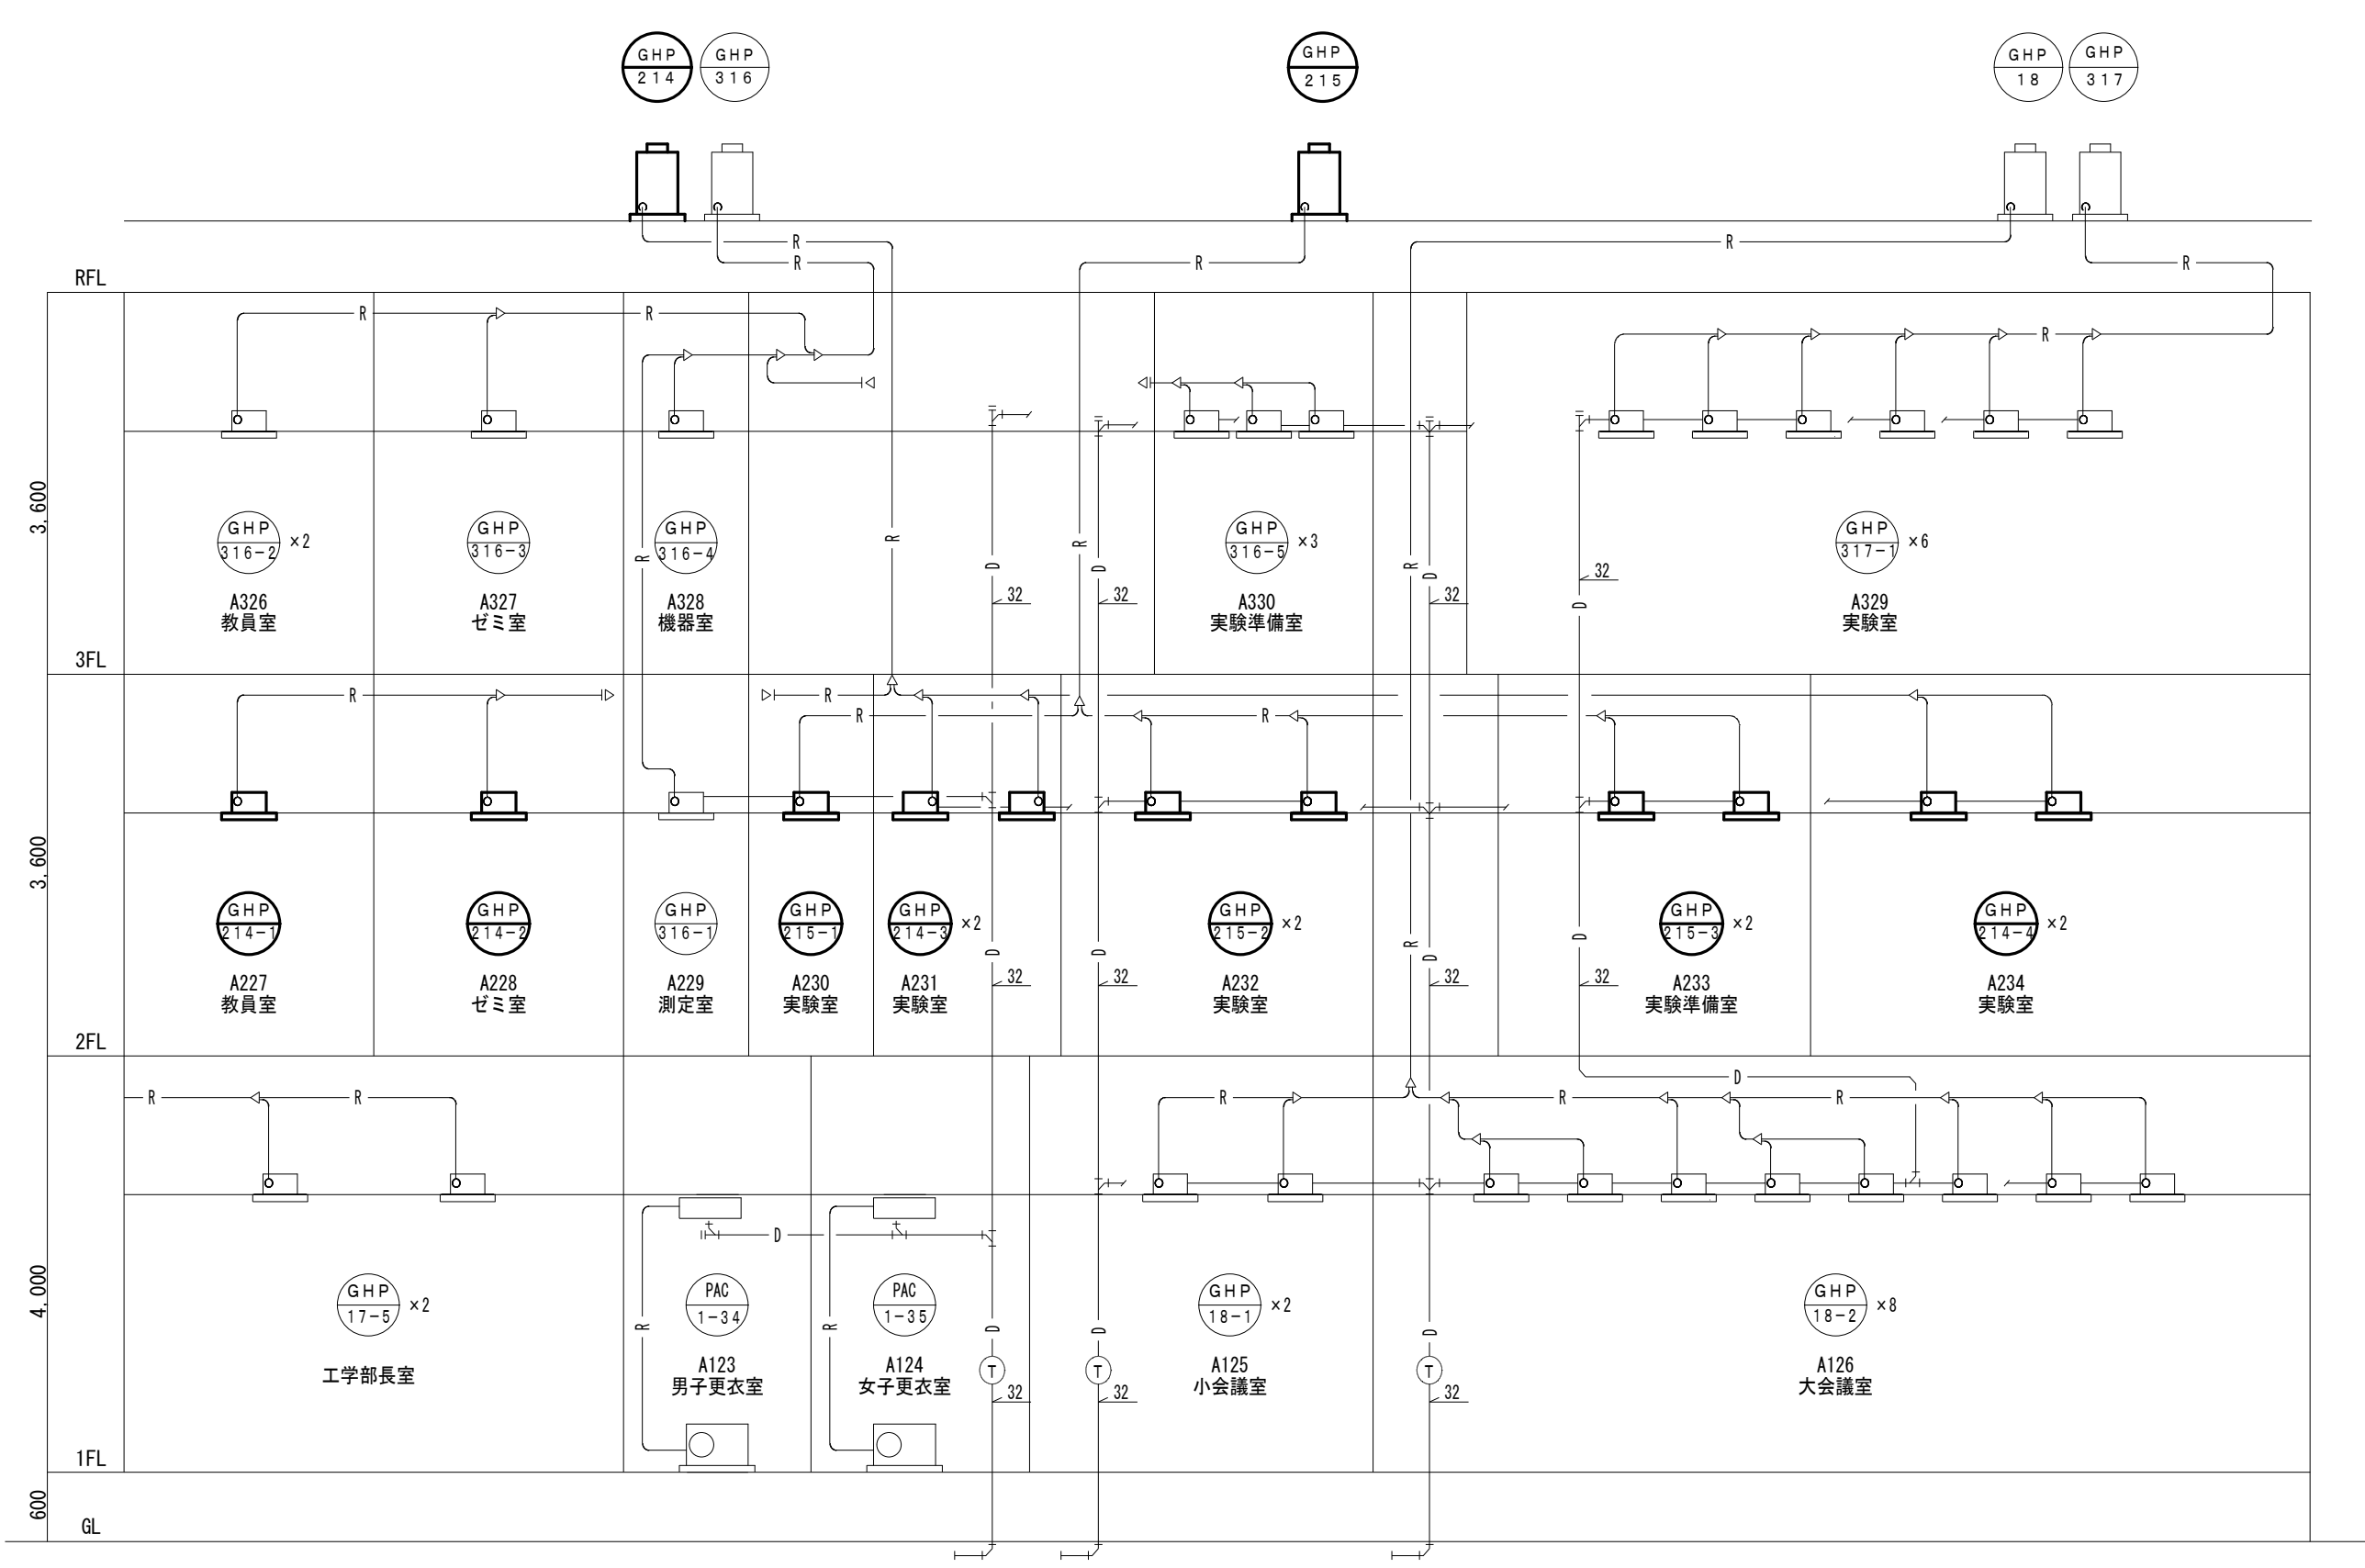 GHP
214
GHP
316
GHP
215
GHP
18
GHP
317
R
R
R
R
R
RFL
R
R
R
3,600
GHP
316-2
×2
GHP
316-3
GHP
316-4
R
R
D
R
D
GHP
316-5
×3
R
D
GHP
317-1
×6
32
D
A326
教員室
A327
ゼミ室
A328
機器室
32
32
A330
実験準備室
32
A329
実験室
3FL
R
R
R
R
3,600
GHP
214-1
GHP
214-2
GHP
316-1
GHP
215-1
GHP
214-3
×2
D
D
GHP
215-2
×2
R
D
D
GHP
215-3
×2
GHP
214-4
×2
A227
教員室
A228
ゼミ室
A229
測定室
A230
実験室
A231
実験室
32
32
A232
実験室
32
32
A233
実験準備室
A234
実験室
2FL
D
R
R
R
R
R
D
4,000
GHP
17-5
×2
R
PAC
1-34
R
PAC
1-35
D
D
GHP
18-1
×2
D
GHP
18-2
×8
工学部長室
A123
男子更衣室
A124
女子更衣室
T
32
T
32
A125
小会議室
T
32
A126
大会議室
1FL
600
GL